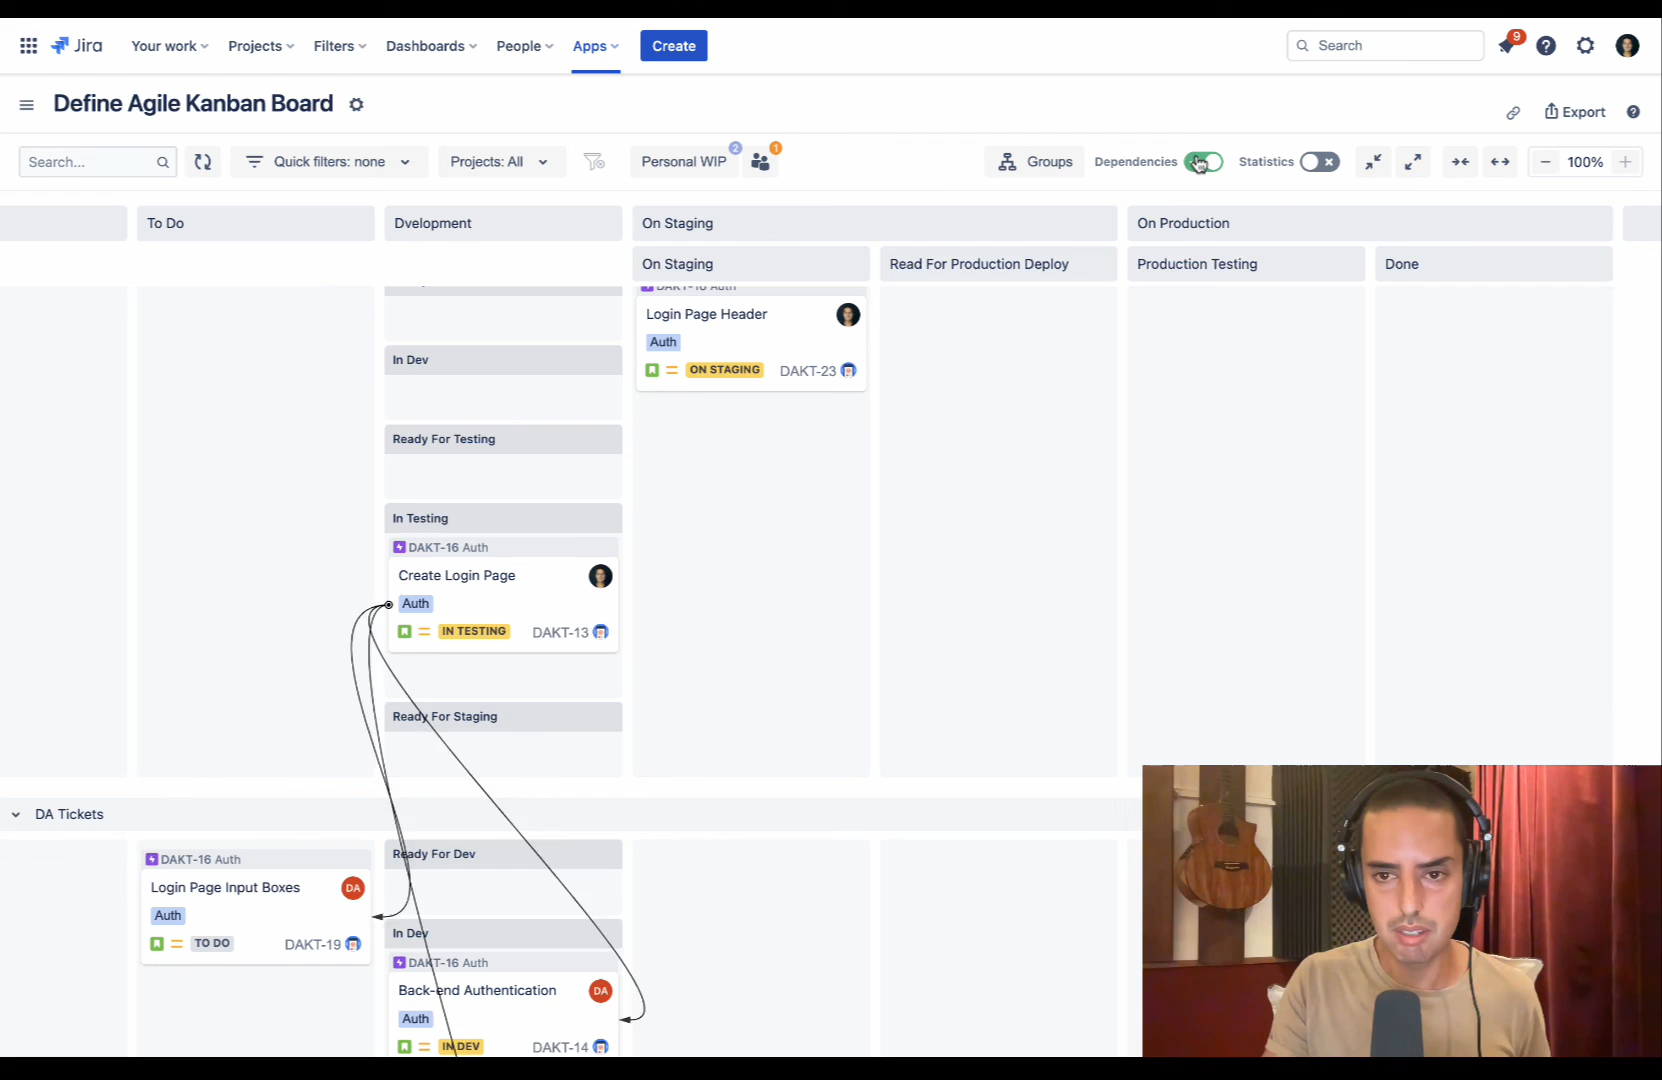 Jira
Your work
Projects
Filters
Dashboards
People
Apps
Create
Search
9
Define Agile Kanban Board
Export
Search...
Quick filters: none
Projects: All
Personal WIP
2
1
Groups
Dependencies
Statistics
100%
To Do
Dvelopment
On Staging
On Production
On Staging
Read For Production Deploy
Production Testing
Done
DAKT-16 Auth
Login Page Header
Auth
ON STAGING
DAKT-23
In Dev
Ready For Testing
In Testing
DAKT-16 Auth
Create Login Page
Auth
IN TESTING
DAKT-13
Ready For Staging
DA Tickets
DAKT-16 Auth
Login Page Input Boxes
DA
Auth
TO DO
DAKT-19
Ready For Dev
In Dev
DAKT-16 Auth
Back-end Authentication
DA
Auth
IN DEV
DAKT-14